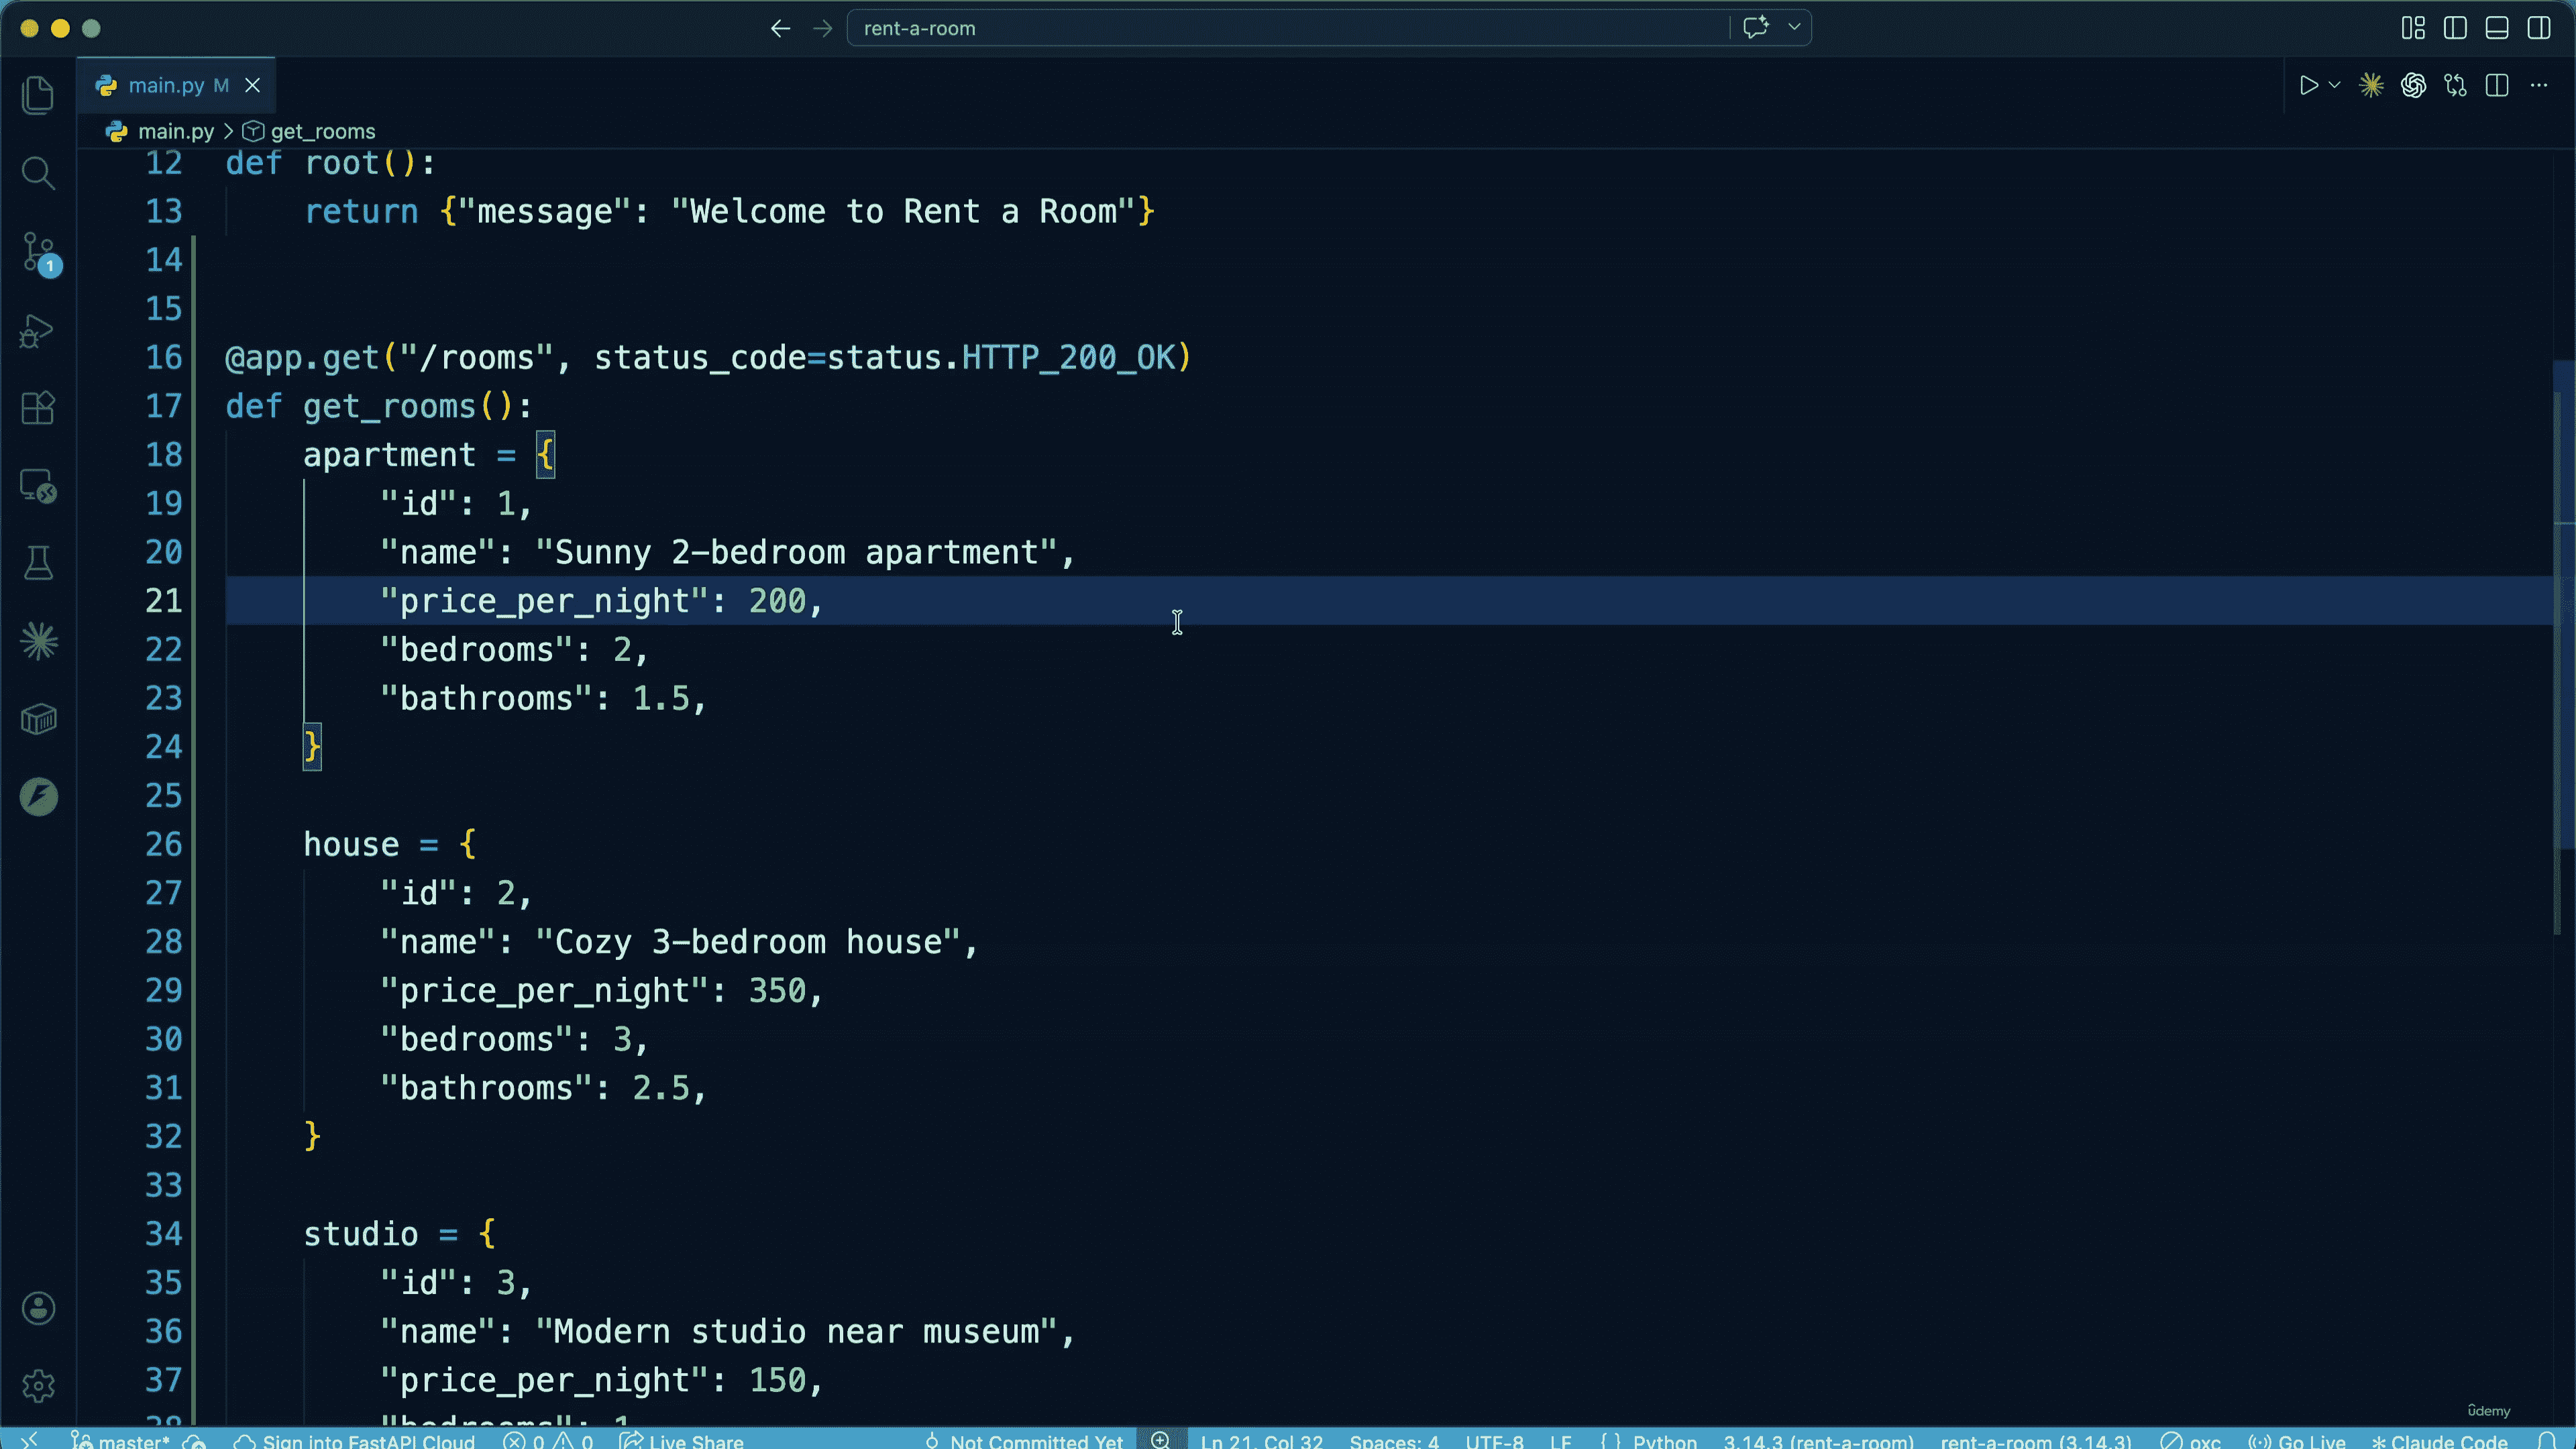 rent-a-room
main.py M
main.py > get_rooms
12 def root():
13 return {"message": "Welcome to Rent a Room"}
14
15
16 @app.get("/rooms", status_code=status.HTTP_200_OK)
17 def get_rooms():
18 apartment = {
19 "id": 1,
20 "name": "Sunny 2-bedroom apartment",
21 "price_per_night": 200,
22 "bedrooms": 2,
23 "bathrooms": 1.5,
24 }
25
26 house = {
27 "id": 2,
28 "name": "Cozy 3-bedroom house",
29 "price_per_night": 350,
30 "bedrooms": 3,
31 "bathrooms": 2.5,
32 }
33
34 studio = {
35 "id": 3,
36 "name": "Modern studio near museum",
37 "price_per_night": 150,
38 "bedrooms": 1
1
ûdemy
master* Sign into FastAPI Cloud 0 0 Live Share Not Committed Yet Ln 21, Col 32 Spaces: 4 UTF-8 LF { } Python 3.14.3 (rent-a-room) rent-a-room (3.14.3) oxc Go Live Claude Code